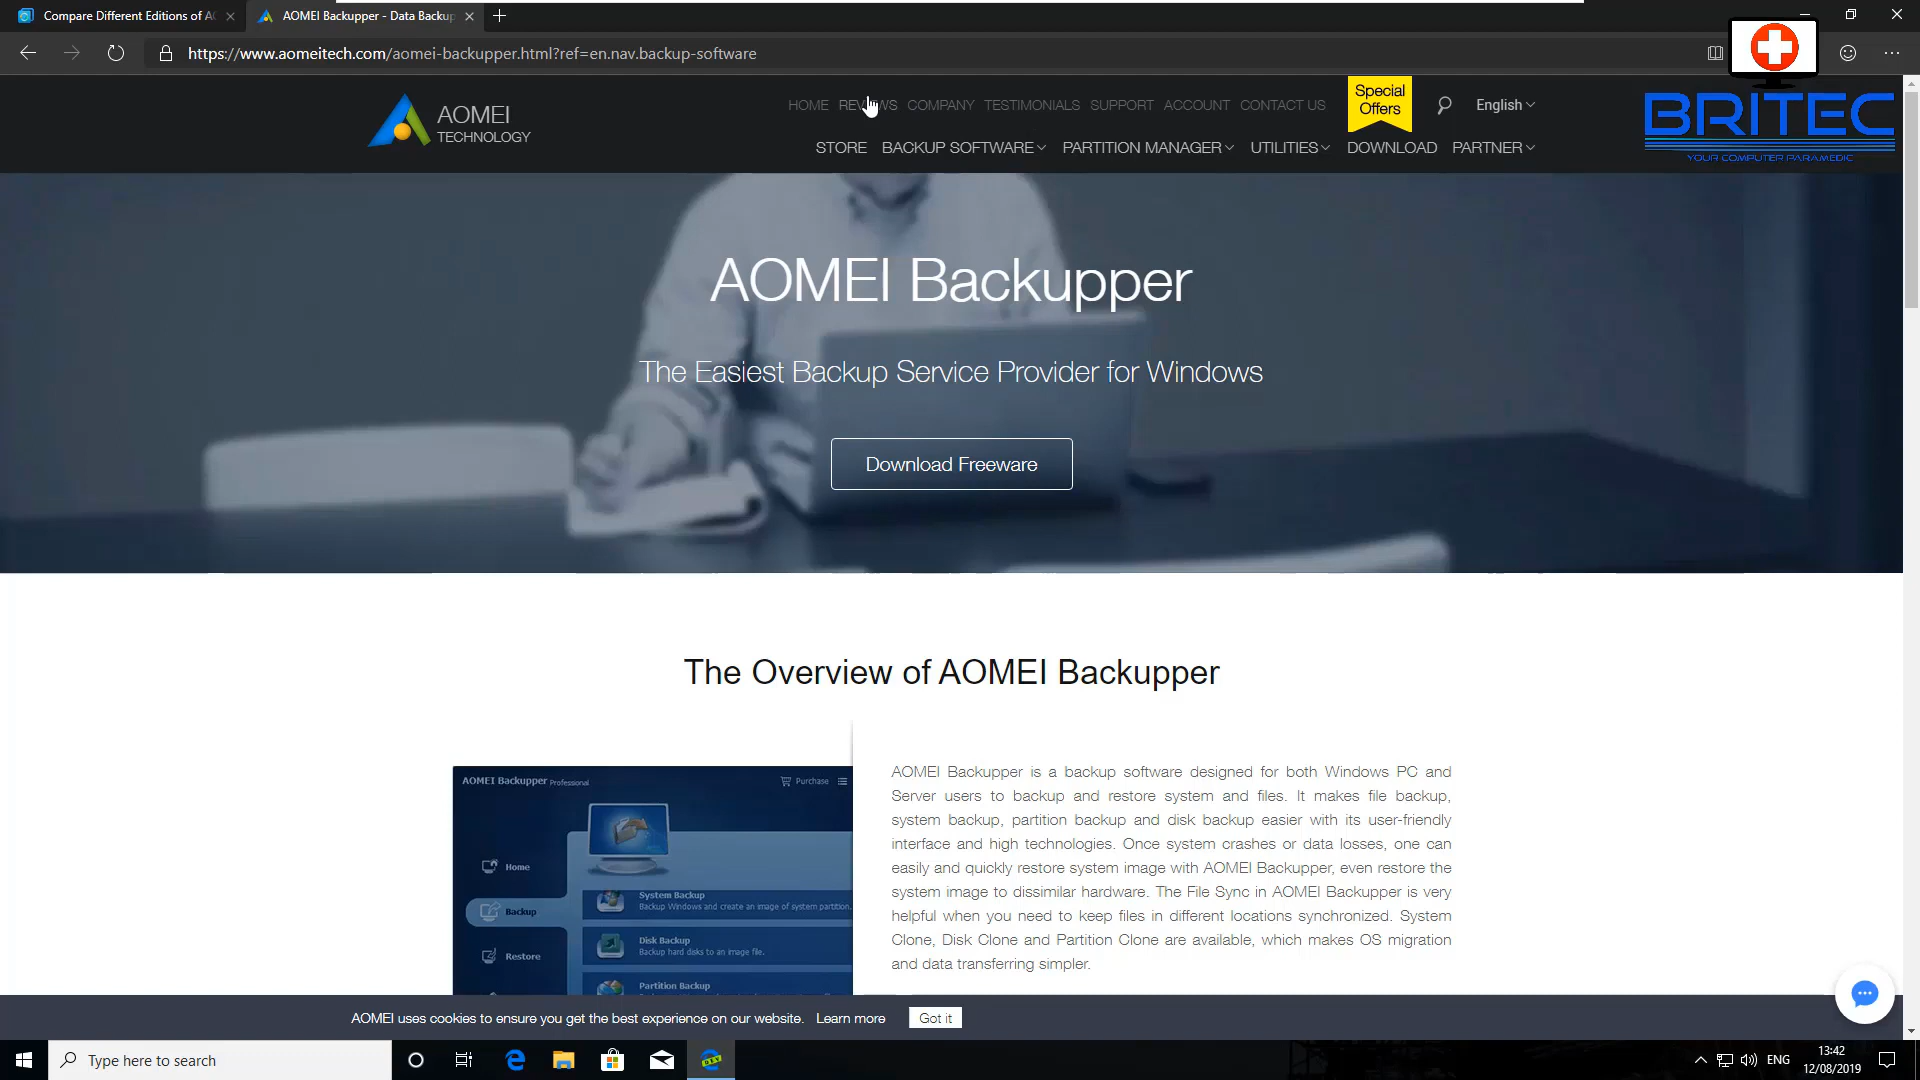 Compare Different Editions of AO
AOMEI Backupper - Data Backup
https://www.aomeitech.com/aomei-backupper.html?ref=en.nav.backup-software
AOMEI
TECHNOLOGY
HOME REVIEWS COMPANY TESTIMONIALS SUPPORT ACCOUNT CONTACT US
Special
Offers
English
STORE BACKUP SOFTWARE PARTITION MANAGER UTILITIES DOWNLOAD PARTNER
BRITEC
YOUR COMPUTER PARAMEDIC
AOMEI Backupper
The Easiest Backup Service Provider for Windows
Download Freeware
The Overview of AOMEI Backupper
AOMEI Backupper Professional
Purchase
Home
Backup
Restore
System Backup
Backup Windows and create an image of system partition.
Disk Backup
Backup hard disks to an image file.
Partition Backup
AOMEI Backupper is a backup software designed for both Windows PC and
Server users to backup and restore system and files. It makes file backup,
system backup, partition backup and disk backup easier with its user-friendly
interface and high technologies. Once system crashes or data losses, one can
easily and quickly restore system image with AOMEI Backupper, even restore the
system image to dissimilar hardware. The File Sync in AOMEI Backupper is very
helpful when you need to keep files in different locations synchronized. System
Clone, Disk Clone and Partition Clone are available, which makes OS migration
and data transferring simpler.
AOMEI uses cookies to ensure you get the best experience on our website. Learn more Got it
Type here to search
DEV
ENG
13:42
12/08/2019